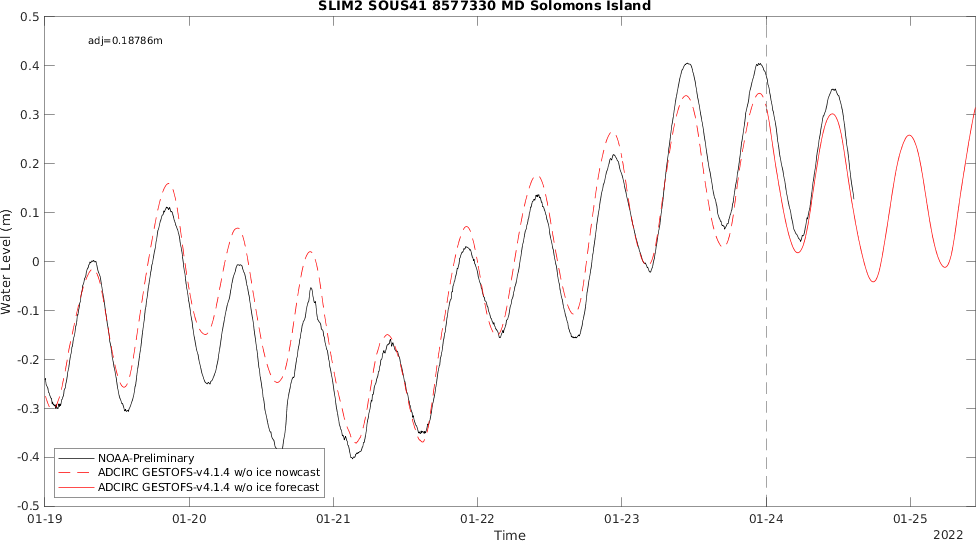 SLIM2 SOUS41 8577330 MD Solomons Island
adj=0.18786m
0.5
0.4
0.3
0.2
0.1
0
-0.1
-0.2
-0.3
-0.4
-0.5
Water Level (m)
NOAA-Preliminary
ADCIRC GESTOFS-v4.1.4 w/o ice nowcast
ADCIRC GESTOFS-v4.1.4 w/o ice forecast
01-19 01-20 01-21 01-22 01-23 01-24 01-25
Time
2022